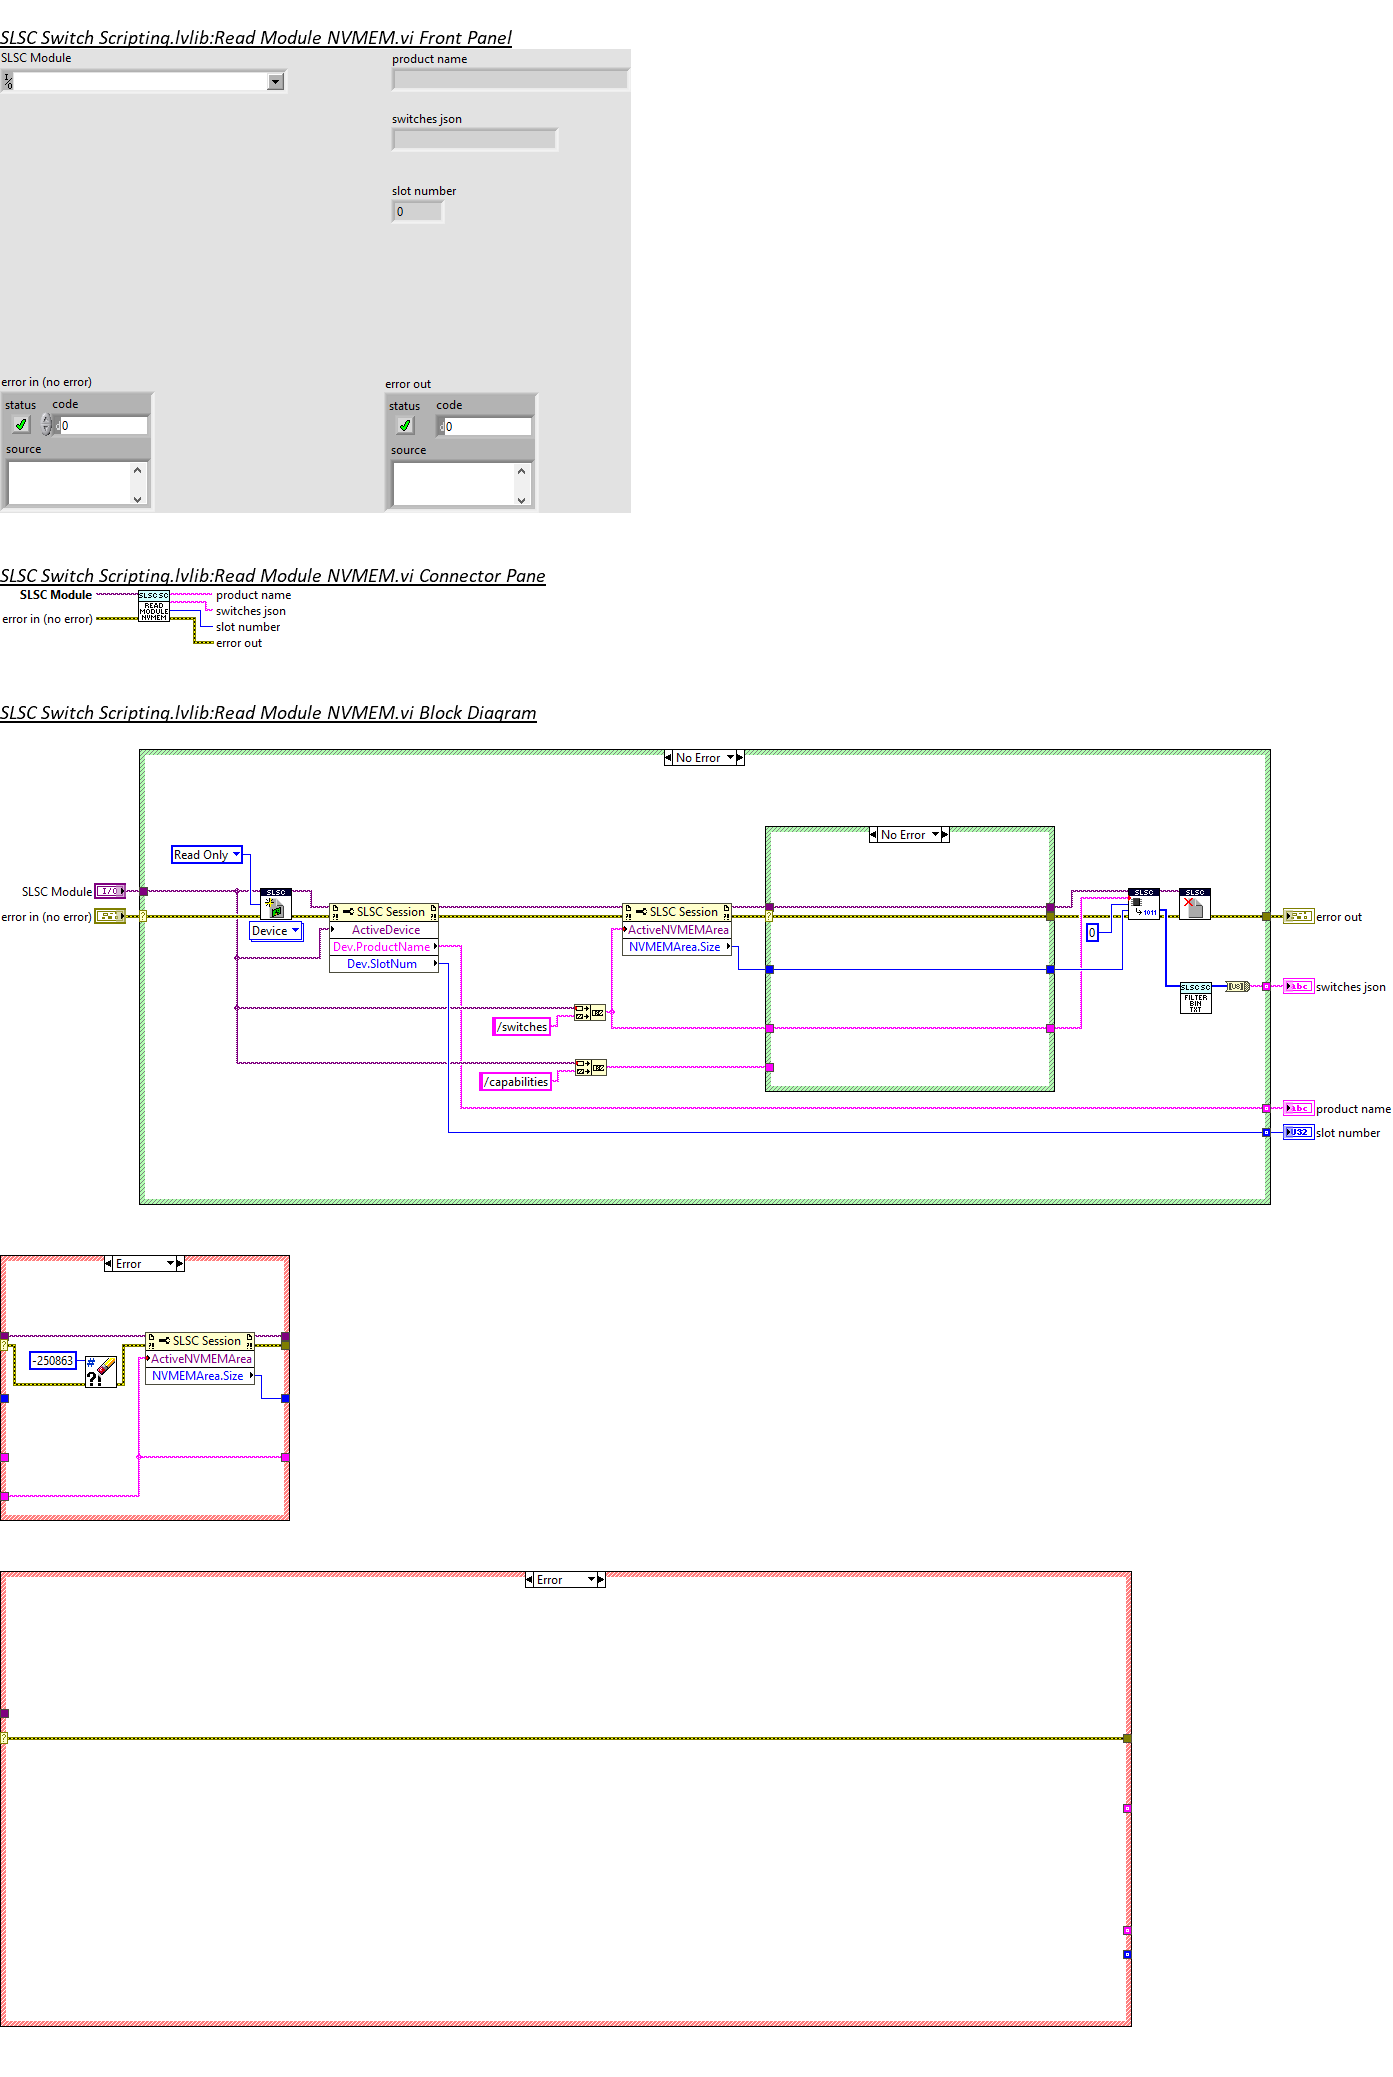 SLSC Switch Scripting.lvlib:Read Module NVMEM.vi Front Panel
SLSC Module
product name
I/O
switches json
slot number
0
error in (no error)
error out
status code
status code
0
0
source
source
SLSC Switch Scripting.lvlib:Read Module NVMEM.vi Connector Pane
SLSC Module
SLSC SC
READ
MODULE
NVMEM
product name
switches json
error in (no error)
slot number
error out
SLSC Switch Scripting.lvlib:Read Module NVMEM.vi Block Diagram
No Error
No Error
Read Only
SLSC Module
I/O
SLSC
SLSC
SLSC
1011
error in (no error)
?
SLSC Session
SLSC Session
?
error out
Device
ActiveDevice
ActiveNVMEMArea
0
Dev.ProductName
NVMEMArea.Size
Dev.SlotNum
SLSC SC
FILTER
BIN
TXT
[U8]
abc
switches json
/switches
/capabilities
abc
product name
U32
slot number
Error
SLSC Session
?
-250863
#
?!
ActiveNVMEMArea
NVMEMArea.Size
Error
?